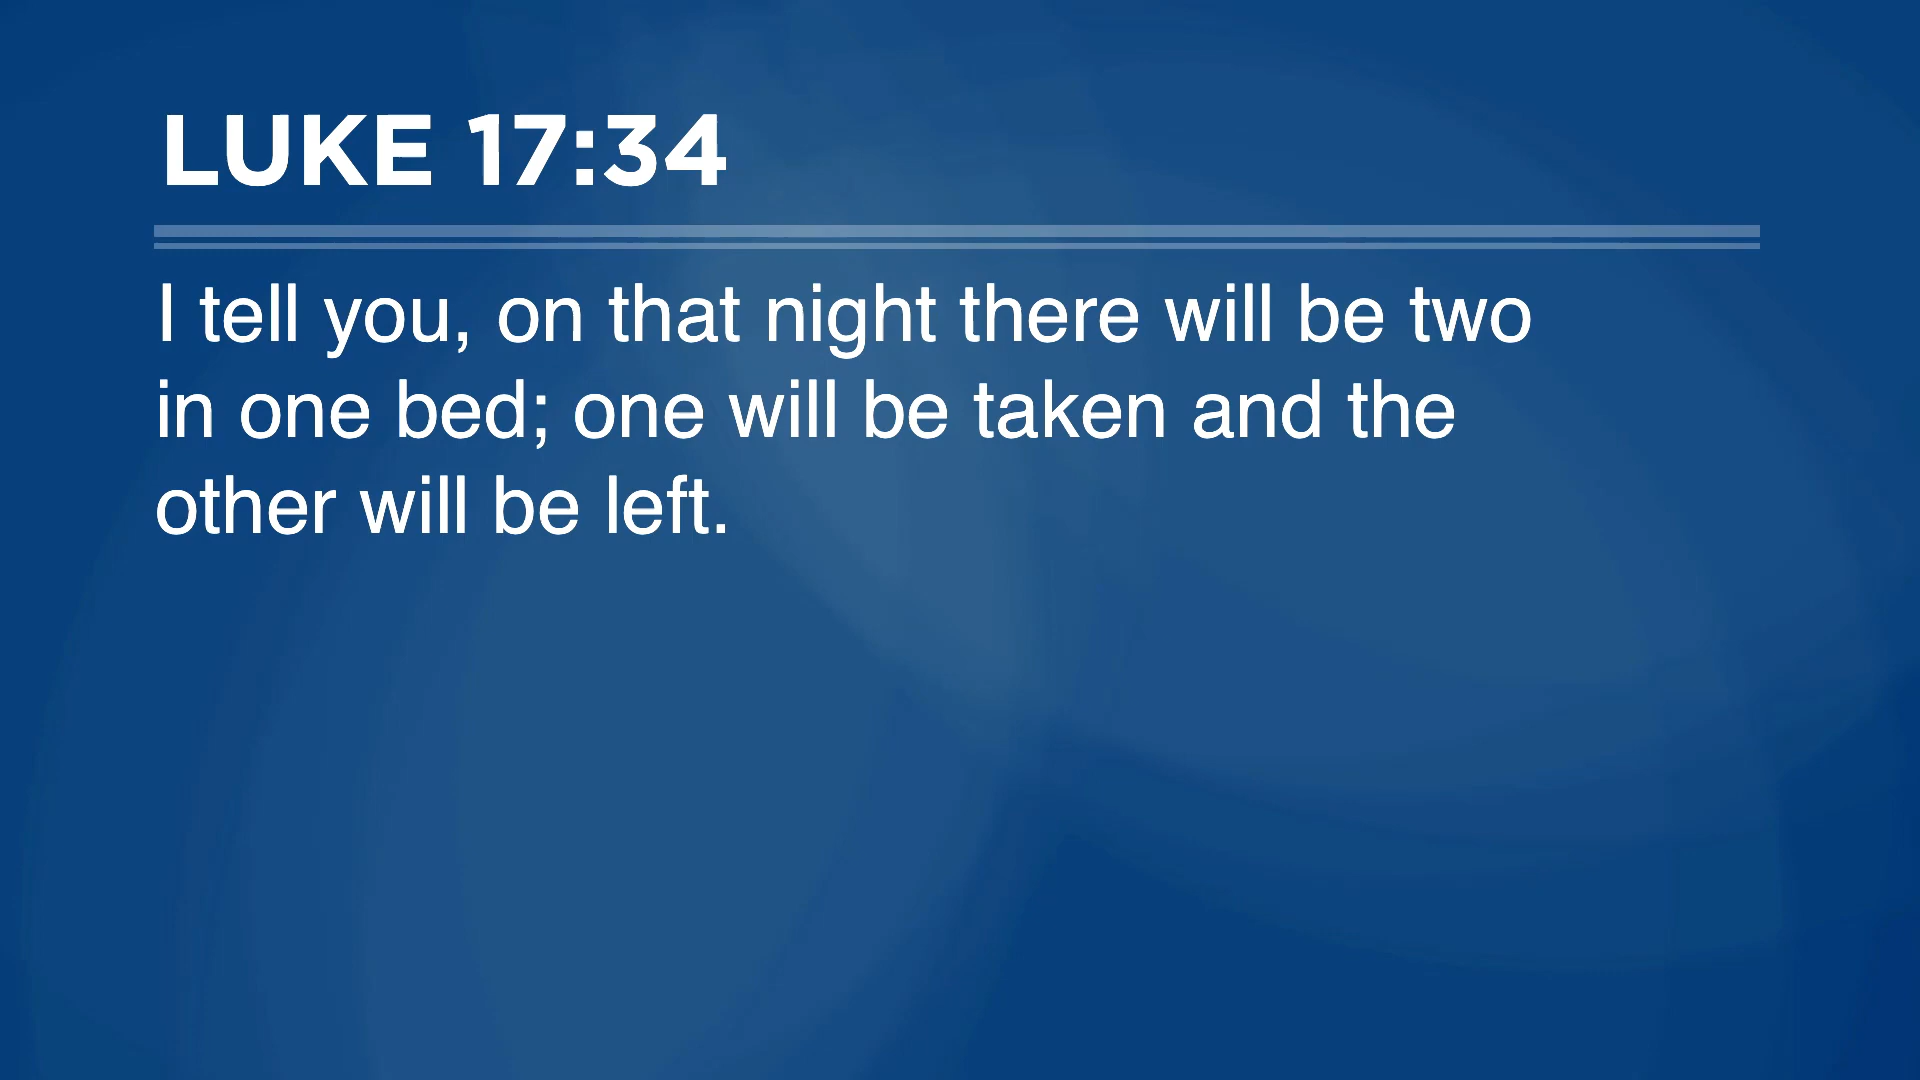 LUKE 17:34
I tell you, on that night there will be two
in one bed; one will be taken and the
other will be left.